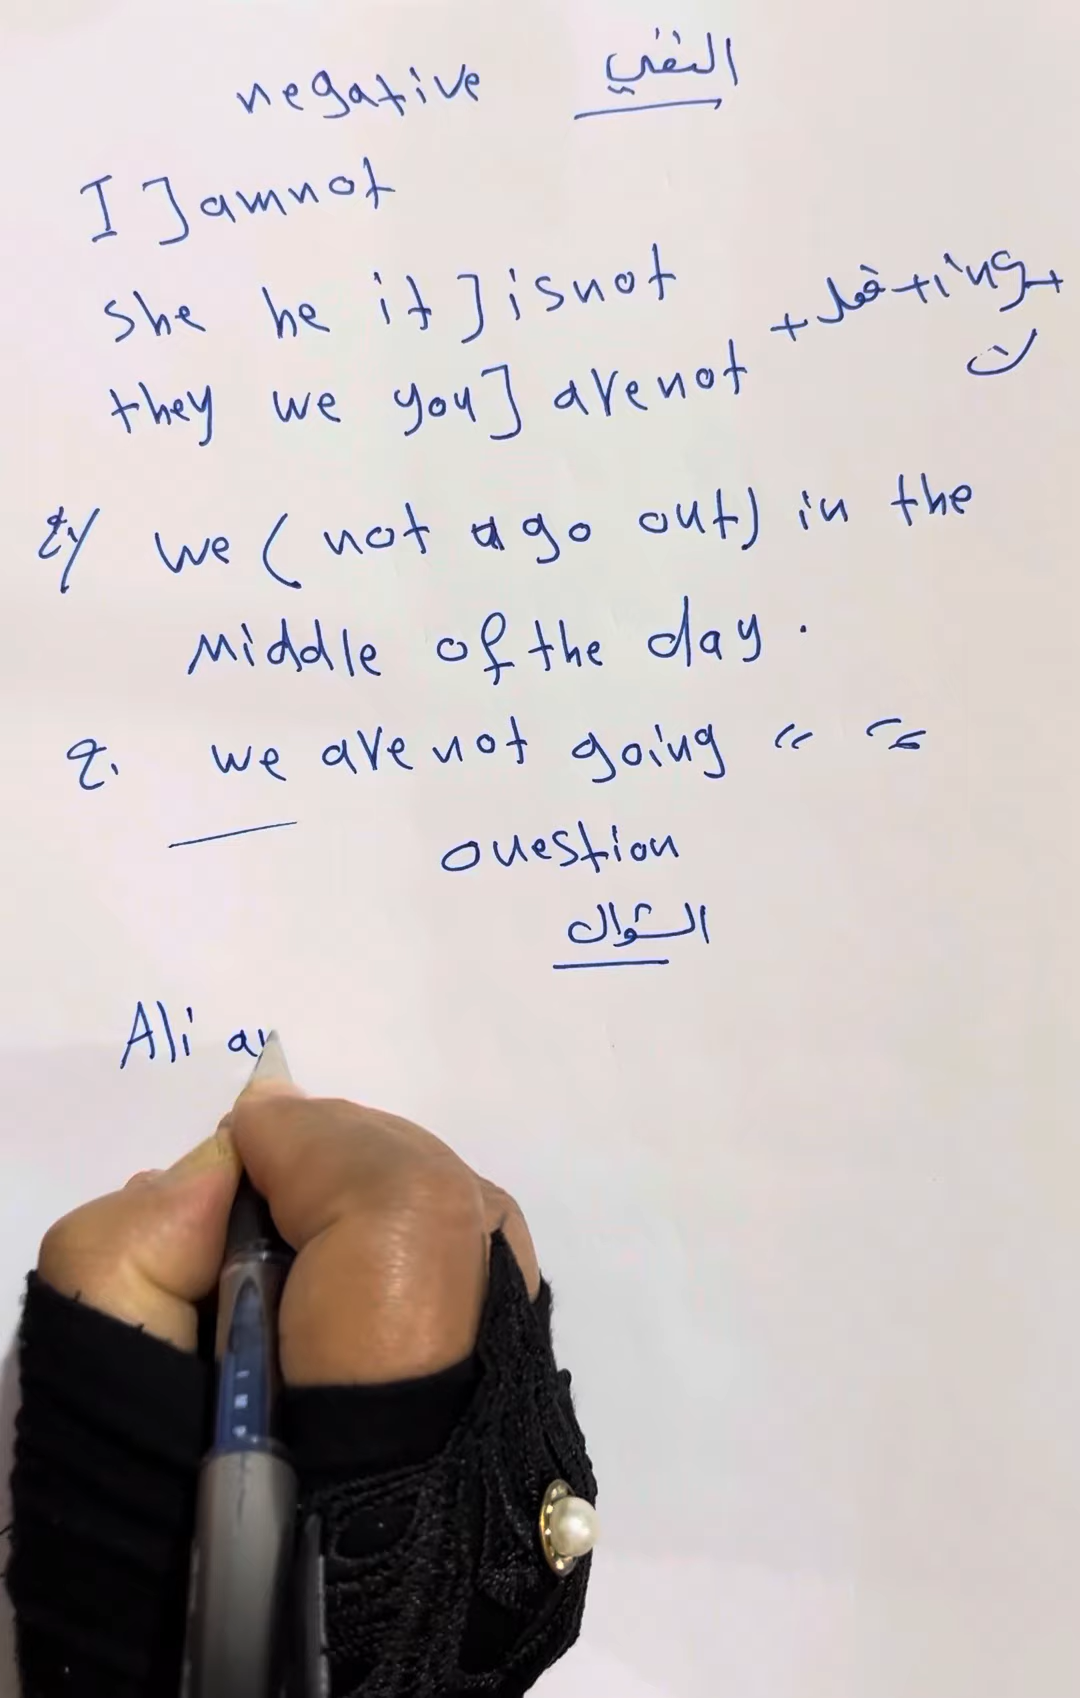 negative النفي
I ] am not
she he it ] is not
they we you ] are not + فعل + ing + ت
we ( not go out ) in the
middle of the day .
we are not going " "
Question
السؤال
Ali